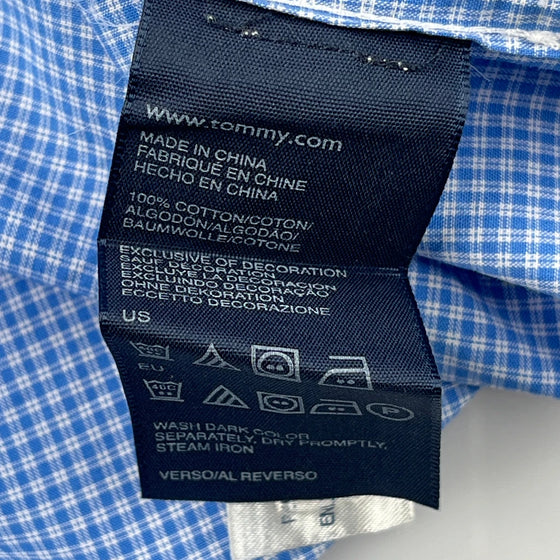 www.tommy.com
MADE IN CHINA
FABRIQUÉ EN CHINE
HECHO EN CHINA
100% COTTON/COTON/
ALGODÓN/ALGODÃO/
BAUMWOLLE/COTONE
EXCLUSIVE OF DECORATION
SAUF DÉCORATION
EXCLUYE LA DECORACIÓN
EXCLUINDO DECORAÇÃO
OHNE DEKORATION
ECCETTO DECORAZIONE
US
EU
40C
P
WASH DARK COLOR
SEPARATELY, DRY PROMPTLY,
STEAM IRON
VERSO/AL REVERSO